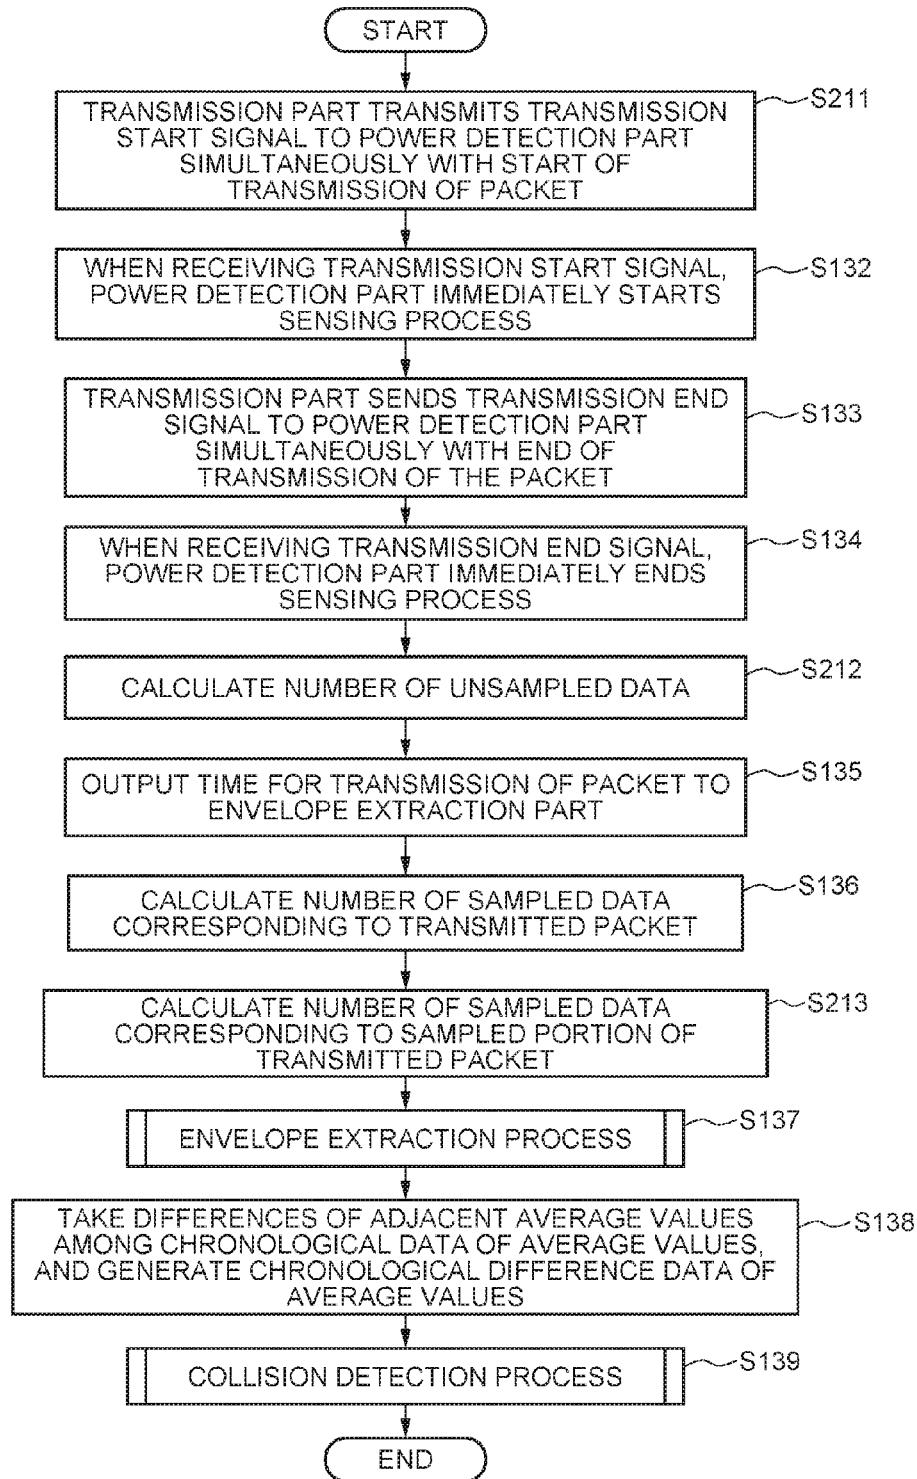 START
TRANSMISSION PART TRANSMITS TRANSMISSION
START SIGNAL TO POWER DETECTION PART
SIMULTANEOUSLY WITH START OF
TRANSMISSION OF PACKET
S211
WHEN RECEIVING TRANSMISSION START SIGNAL,
POWER DETECTION PART IMMEDIATELY STARTS
SENSING PROCESS
S132
TRANSMISSION PART SENDS TRANSMISSION END
SIGNAL TO POWER DETECTION PART
SIMULTANEOUSLY WITH END OF
TRANSMISSION OF THE PACKET
S133
WHEN RECEIVING TRANSMISSION END SIGNAL,
POWER DETECTION PART IMMEDIATELY ENDS
SENSING PROCESS
S134
CALCULATE NUMBER OF UNSAMPLED DATA
S212
OUTPUT TIME FOR TRANSMISSION OF PACKET TO
ENVELOPE EXTRACTION PART
S135
CALCULATE NUMBER OF SAMPLED DATA
CORRESPONDING TO TRANSMITTED PACKET
S136
CALCULATE NUMBER OF SAMPLED DATA
CORRESPONDING TO SAMPLED PORTION OF
TRANSMITTED PACKET
S213
ENVELOPE EXTRACTION PROCESS
S137
TAKE DIFFERENCES OF ADJACENT AVERAGE VALUES
AMONG CHRONOLOGICAL DATA OF AVERAGE VALUES,
AND GENERATE CHRONOLOGICAL DIFFERENCE DATA OF
AVERAGE VALUES
S138
COLLISION DETECTION PROCESS
S139
END